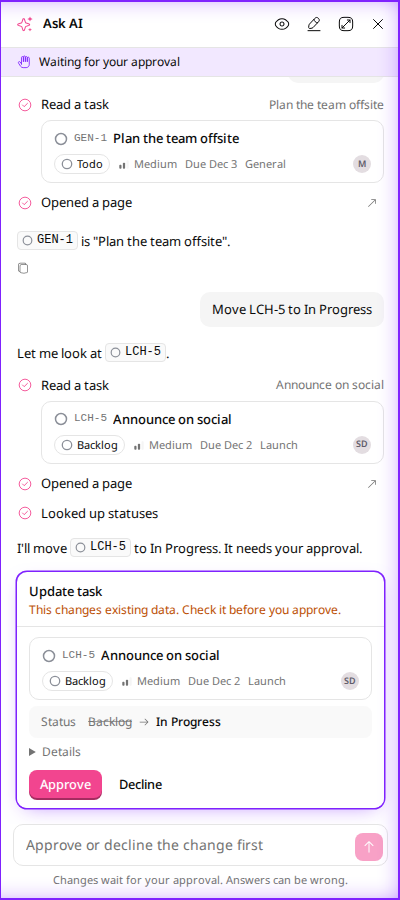 Ask AI
Waiting for your approval
Read a task Plan the team offsite
GEN-1 Plan the team offsite
Todo Medium Due Dec 3 General M
Opened a page
GEN-1 is "Plan the team offsite".
Move LCH-5 to In Progress
Let me look at LCH-5.
Read a task Announce on social
LCH-5 Announce on social
Backlog Medium Due Dec 2 Launch SD
Opened a page
Looked up statuses
I'll move LCH-5 to In Progress. It needs your approval.
Update task
This changes existing data. Check it before you approve.
LCH-5 Announce on social
Backlog Medium Due Dec 2 Launch SD
Status Backlog → In Progress
Details
Approve Decline
Approve or decline the change first
Changes wait for your approval. Answers can be wrong.